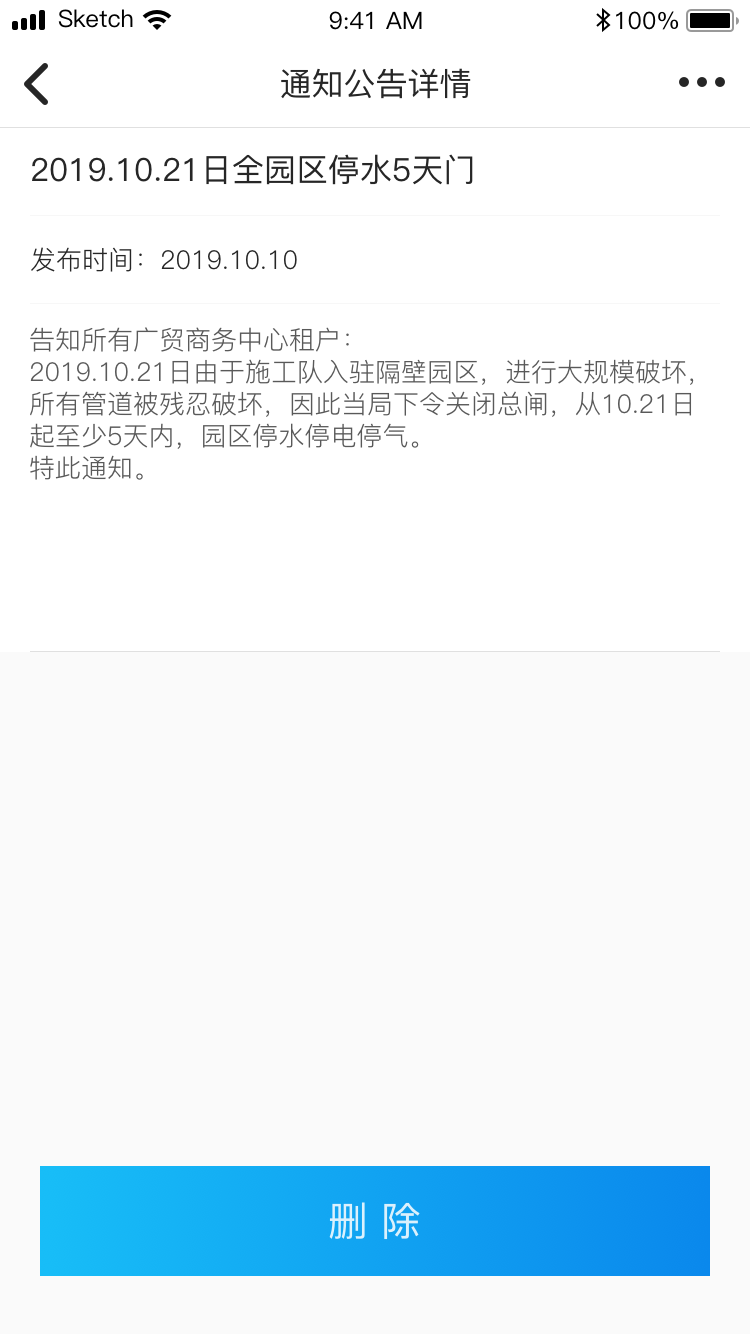 Sketch 9:41 AM 100%
通知公告详情
2019.10.21日全园区停水5天门
发布时间：2019.10.10
告知所有广贸商务中心租户：
2019.10.21日由于施工队入驻隔壁园区，进行大规模破坏，
所有管道被残忍破坏，因此当局下令关闭总闸，从10.21日
起至少5天内，园区停水停电停气。
特此通知。
删除